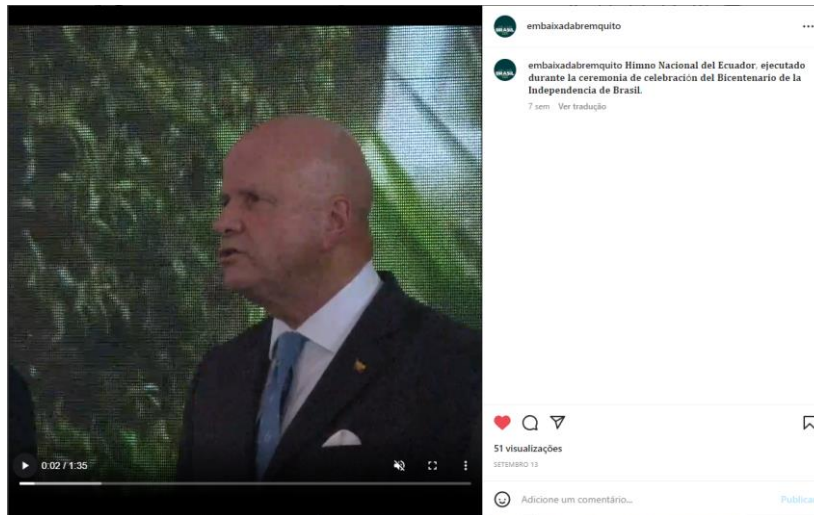 0:02 / 1:35
BRASIL
embaixadabremquito
BRASIL
embaixadabremquito Himno Nacional del Ecuador, ejecutado
durante la ceremonia de celebración del Bicentenario de la
Independencia de Brasil.
7 sem Ver tradução
51 visualizações
SETEMBRO 13
Adicione um comentário...
Publicar